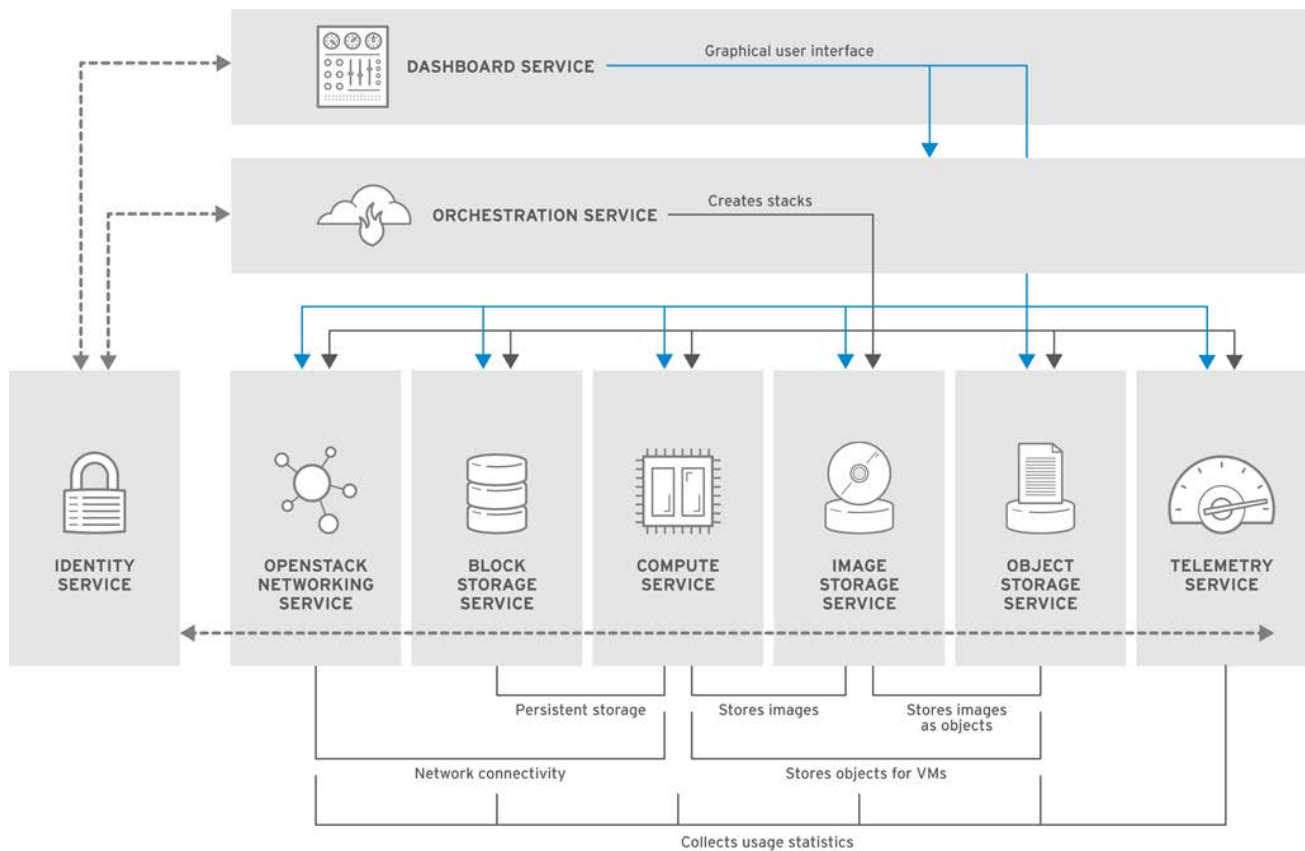 Graphical user interface
DASHBOARD SERVICE
Creates stacks
ORCHESTRATION SERVICE
IDENTITY
SERVICE
OPENSTACK
NETWORKING
SERVICE
BLOCK
STORAGE
SERVICE
COMPUTE
SERVICE
IMAGE
STORAGE
SERVICE
OBJECT
STORAGE
SERVICE
TELEMETRY
SERVICE
Persistent storage
Stores images
Stores images
as objects
Network connectivity
Stores objects for VMs
Collects usage statistics